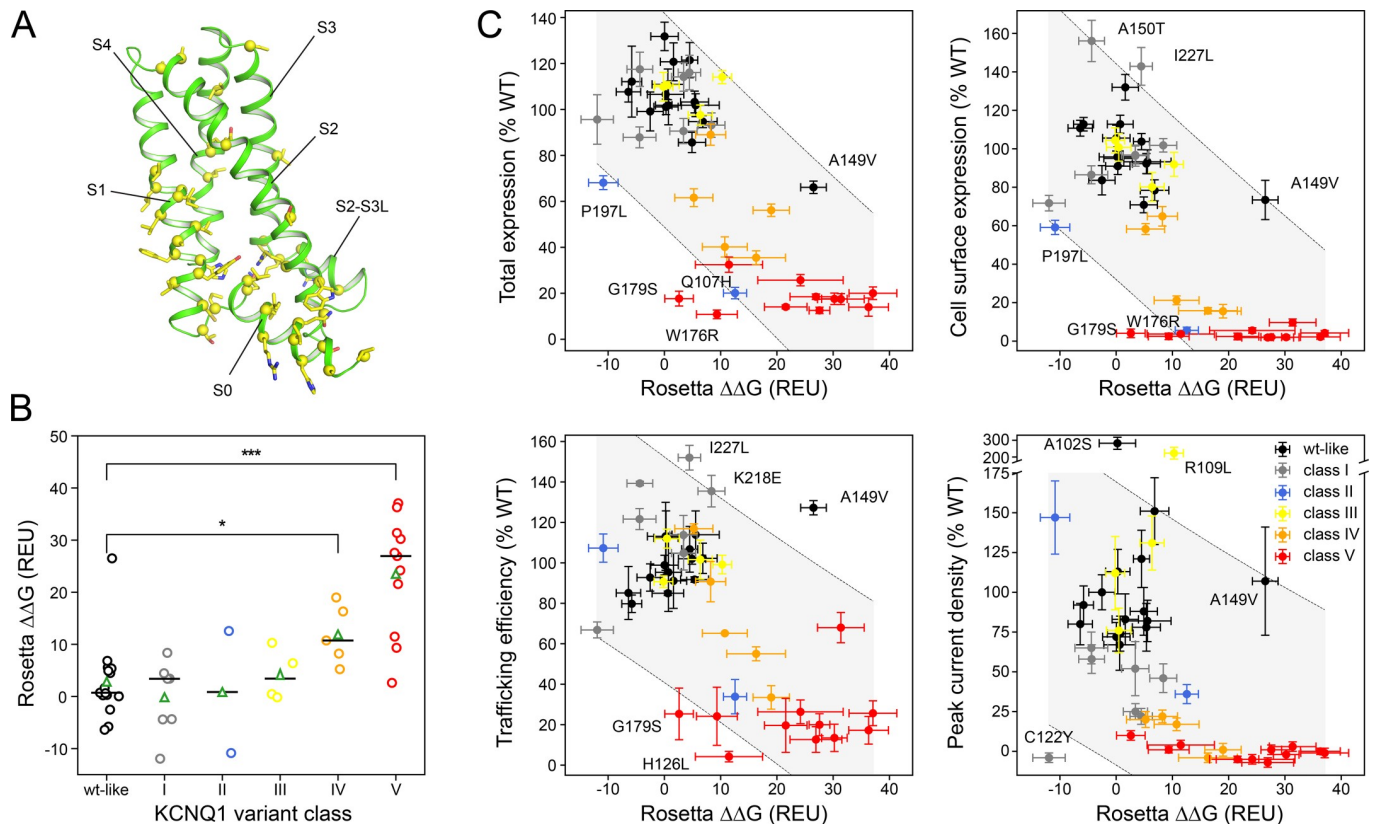 A
S4
S3
S2
S1
S2-S3L
S0
B
Rosetta ΔΔG (REU)
50
40
30
20
10
0
-10
***
*
wt-like
I
II
III
IV
V
KCNQ1 variant class
C
Total expression (% WT)
140
120
100
80
60
40
20
0
A149V
P197L
Q107H
G179S
W176R
-10
0
10
20
30
40
Rosetta ΔΔG (REU)
Cell surface expression (% WT)
160
140
120
100
80
60
40
20
0
A150T
I227L
A149V
P197L
W176R
G179S
-10
0
10
20
30
40
Rosetta ΔΔG (REU)
Trafficking efficiency (% WT)
160
140
120
100
80
60
40
20
0
I227L
K218E
A149V
G179S
H126L
-10
0
10
20
30
40
Rosetta ΔΔG (REU)
Peak current density (% WT)
300
200
175
150
125
100
75
50
25
0
A102S
R109L
wt-like
class I
class II
class III
class IV
class V
A149V
C122Y
-10
0
10
20
30
40
Rosetta ΔΔG (REU)